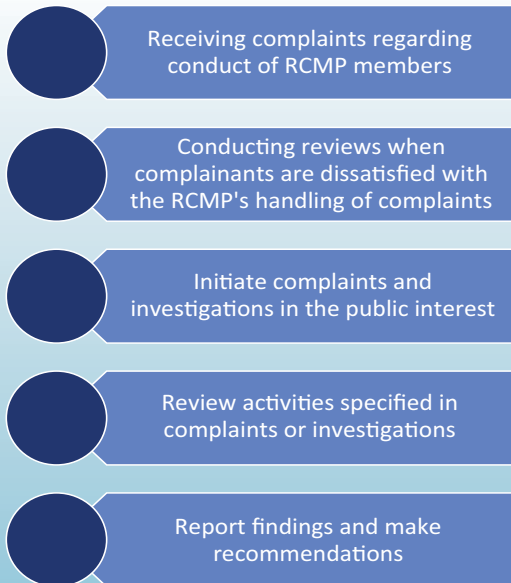 Receiving complaints regarding
conduct of RCMP members
Conducting reviews when
complainants are dissatisfied with
the RCMP's handling of complaints
Initiate complaints and
investigations in the public interest
Review activities specified in
complaints or investigations
Report findings and make
recommendations